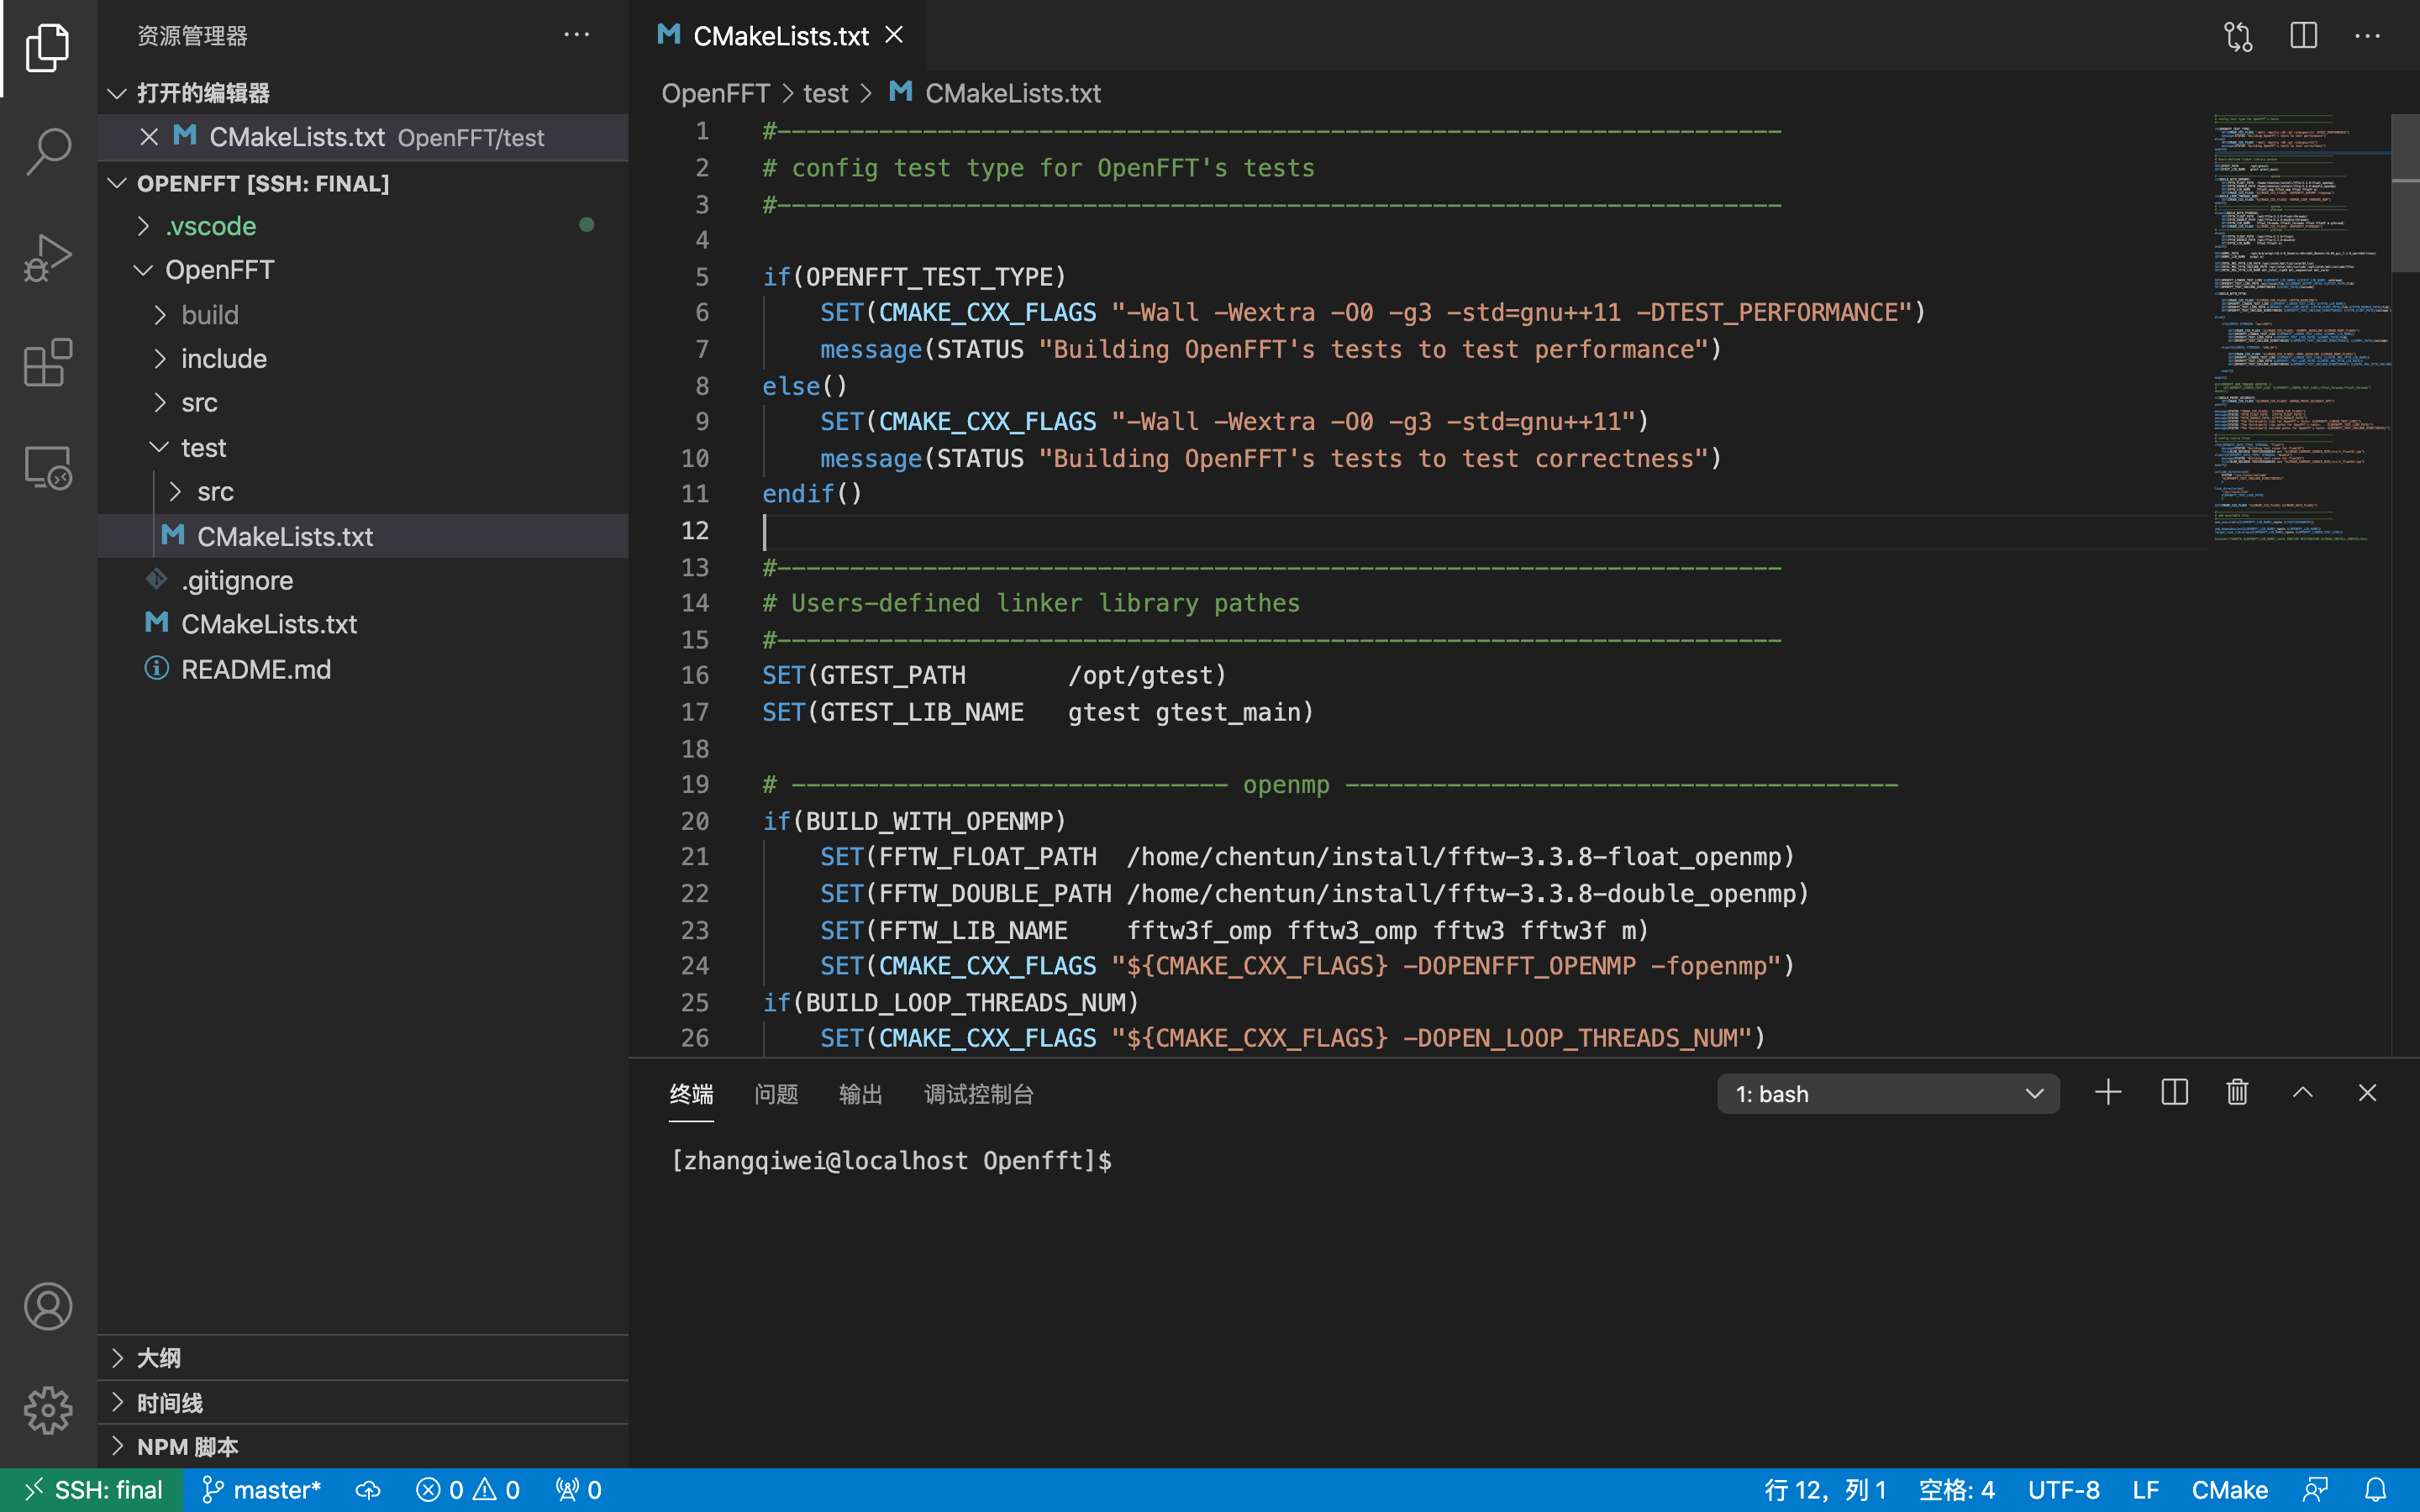 资源管理器
打开的编辑器
CMakeLists.txt OpenFFT/test
OPENFFT [SSH: FINAL]
.vscode
OpenFFT
build
include
src
test
src
CMakeLists.txt
.gitignore
CMakeLists.txt
README.md
大纲
时间线
NPM 脚本
CMakeLists.txt
OpenFFT > test > CMakeLists.txt
1 #---------------------------------------------------------------------
2 # config test type for OpenFFT's tests
3 #---------------------------------------------------------------------
4
5 if(OPENFFT_TEST_TYPE)
6     SET(CMAKE_CXX_FLAGS "-Wall -Wextra -O0 -g3 -std=gnu++11 -DTEST_PERFORMANCE")
7     message(STATUS "Building OpenFFT's tests to test performance")
8 else()
9     SET(CMAKE_CXX_FLAGS "-Wall -Wextra -O0 -g3 -std=gnu++11")
10     message(STATUS "Building OpenFFT's tests to test correctness")
11 endif()
12
13 #---------------------------------------------------------------------
14 # Users-defined linker library pathes
15 #---------------------------------------------------------------------
16 SET(GTEST_PATH       /opt/gtest)
17 SET(GTEST_LIB_NAME   gtest gtest_main)
18
19 # ------------------------------ openmp --------------------------------------
20 if(BUILD_WITH_OPENMP)
21     SET(FFTW_FLOAT_PATH  /home/chentun/install/fftw-3.3.8-float_openmp)
22     SET(FFTW_DOUBLE_PATH /home/chentun/install/fftw-3.3.8-double_openmp)
23     SET(FFTW_LIB_NAME    fftw3f_omp fftw3_omp fftw3 fftw3f m)
24     SET(CMAKE_CXX_FLAGS "${CMAKE_CXX_FLAGS} -DOPENFFT_OPENMP -fopenmp")
25 if(BUILD_LOOP_THREADS_NUM)
26     SET(CMAKE_CXX_FLAGS "${CMAKE_CXX_FLAGS} -DOPEN_LOOP_THREADS_NUM")
终端 问题 输出 调试控制台 1: bash
[zhangqiwei@localhost Openfft]$
SSH: final master* 0 0 0 行 12，列 1 空格: 4 UTF-8 LF CMake